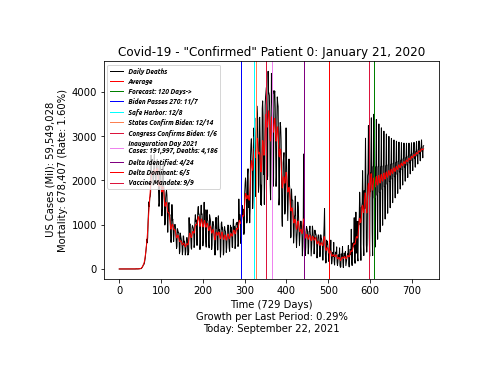 Covid-19 - "Confirmed" Patient 0: January 21, 2020
US Cases (Mil): 59,549,028
Mortality: 678,407 (Rate: 1.60%)
4000
3000
2000
1000
0
Daily Deaths
Average
Forecast: 120 Days->
Biden Passes 270: 11/7
Safe Harbor: 12/8
States Confirm Biden: 12/14
Congress Confirms Biden: 1/6
Inauguration Day 2021
Cases: 191,997, Deaths: 4,186
Delta Identified: 4/24
Delta Dominant: 6/5
Vaccine Mandate: 9/9
0 100 200 300 400 500 600 700
Time (729 Days)
Growth per Last Period: 0.29%
Today: September 22, 2021